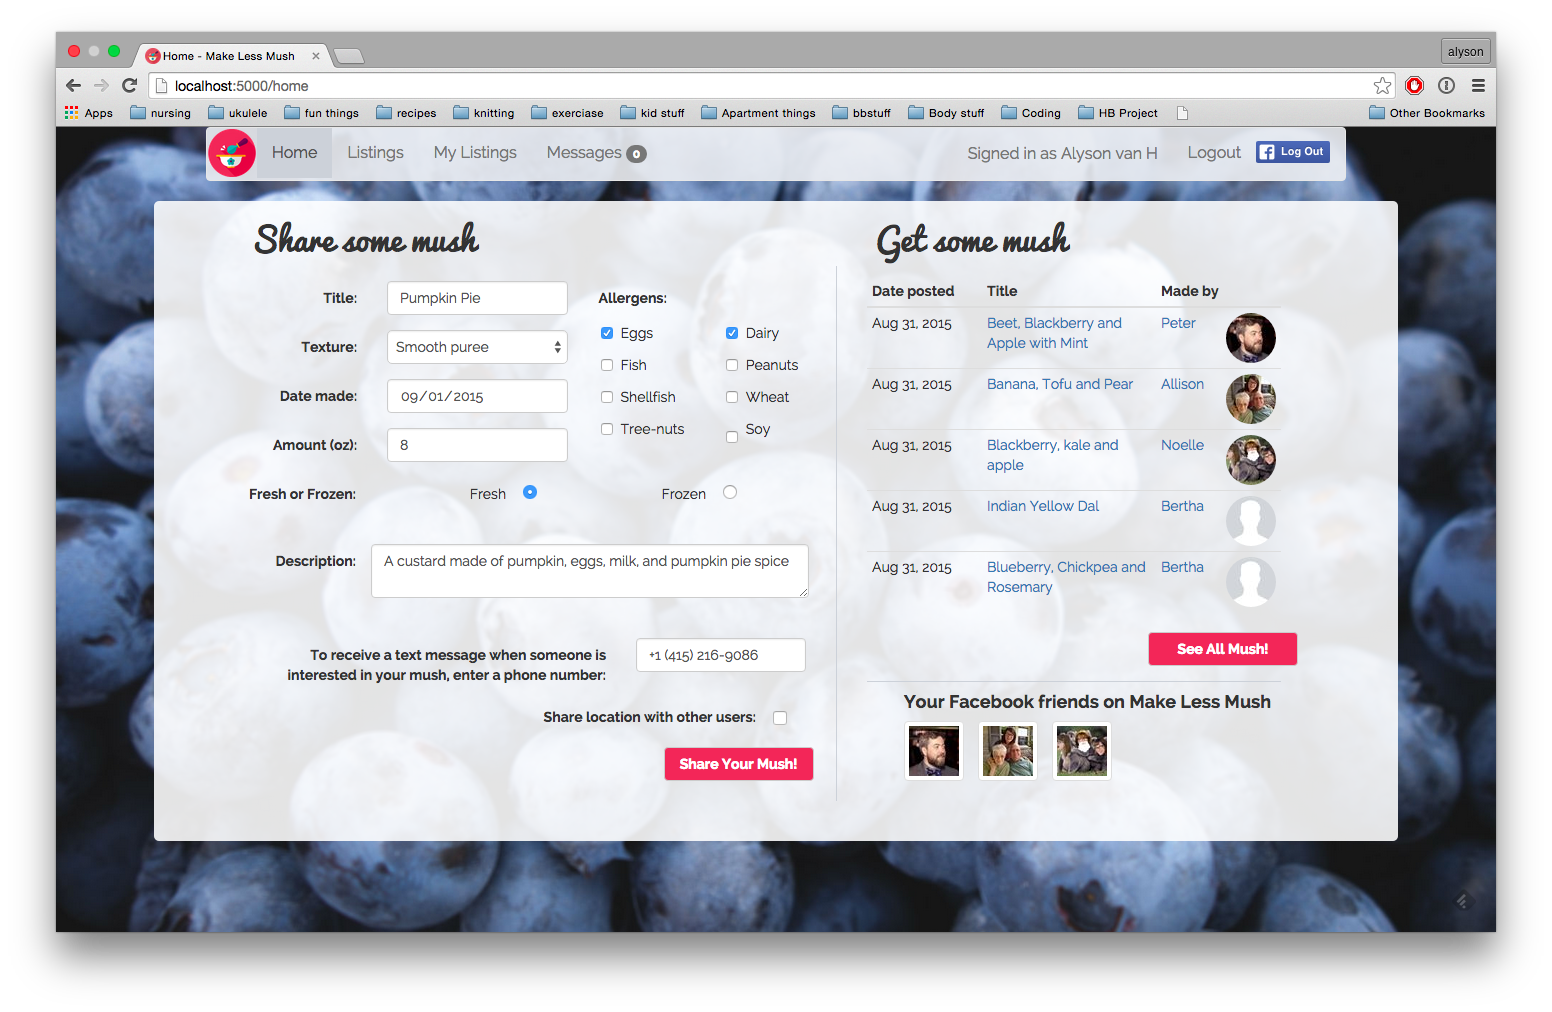 Home - Make Less Mush
alyson
localhost:5000/home
Apps nursing ukulele fun things recipes knitting exerciase kid stuff Apartment things bbstuff Body stuff Coding HB Project Other Bookmarks
Home Listings My Listings Messages 0 Signed in as Alyson van H Logout Log Out
Share some mush
Title: Pumpkin Pie
Texture: Smooth puree
Date made: 09/01/2015
Amount (oz): 8
Allergens:
Eggs Dairy
Fish Peanuts
Shellfish Wheat
Tree-nuts Soy
Fresh or Frozen: Fresh Frozen
Description: A custard made of pumpkin, eggs, milk, and pumpkin pie spice
To receive a text message when someone is
interested in your mush, enter a phone number:
+1 (415) 216-9086
Share location with other users:
Share Your Mush!
Get some mush
Date posted Title Made by
Aug 31, 2015 Beet, Blackberry and Peter
Apple with Mint
Aug 31, 2015 Banana, Tofu and Pear Allison
Aug 31, 2015 Blackberry, kale and Noelle
apple
Aug 31, 2015 Indian Yellow Dal Bertha
Aug 31, 2015 Blueberry, Chickpea and Bertha
Rosemary
See All Mush!
Your Facebook friends on Make Less Mush